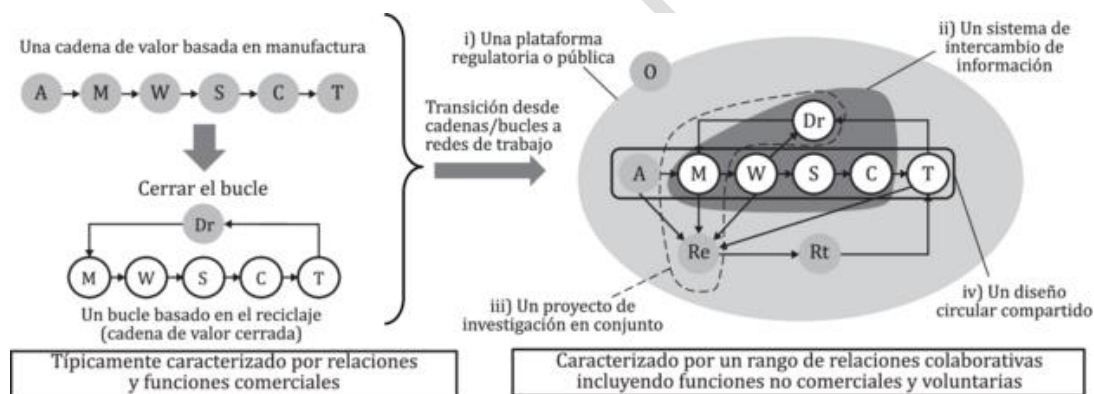 Una cadena de valor basada en manufactura
A M W S C T
Cerrar el bucle
Dr
M W S C T
Un bucle basado en el reciclaje
(cadena de valor cerrada)
Típicamente caracterizado por relaciones
y funciones comerciales
Transición desde
cadenas/bucles a
redes de trabajo
i) Una plataforma
regulatoria o pública
O
ii) Un sistema de
intercambio de
información
Dr
A M W S C T
Re Rt
iii) Un proyecto de
investigación en conjunto
iv) Un diseño
circular compartido
Caracterizado por un rango de relaciones colaborativas
incluyendo funciones no comerciales y voluntarias